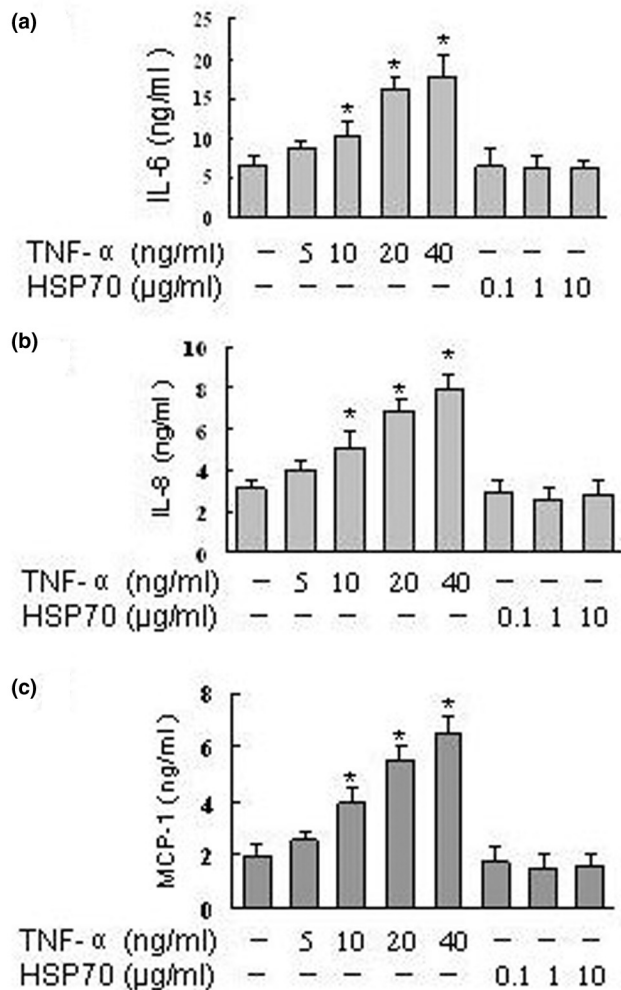 (a)
IL-6 (ng/ml)
25
20
15
10
5
0
* * * *
TNF- α (ng/ml) – 5 10 20 40 – – –
HSP70 (μg/ml) – – – – – 0.1 1 10
(b)
IL-8 (ng/ml)
10
8
6
4
2
0
* * *
TNF- α (ng/ml) – 5 10 20 40 – – –
HSP70 (μg/ml) – – – – – 0.1 1 10
(c)
MCP-1 (ng/ml)
8
6
4
2
0
* * *
TNF- α (ng/ml) – 5 10 20 40 – – –
HSP70 (μg/ml) – – – – – 0.1 1 10